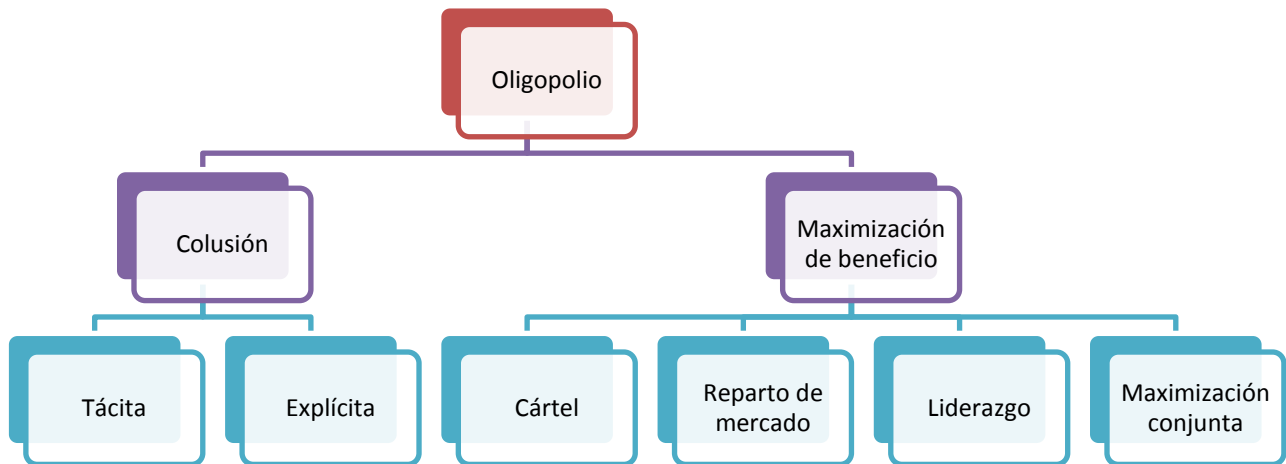 Oligopolio
Colusión
Maximización
de beneficio
Tácita
Explícita
Cártel
Reparto de
mercado
Liderazgo
Maximización
conjunta